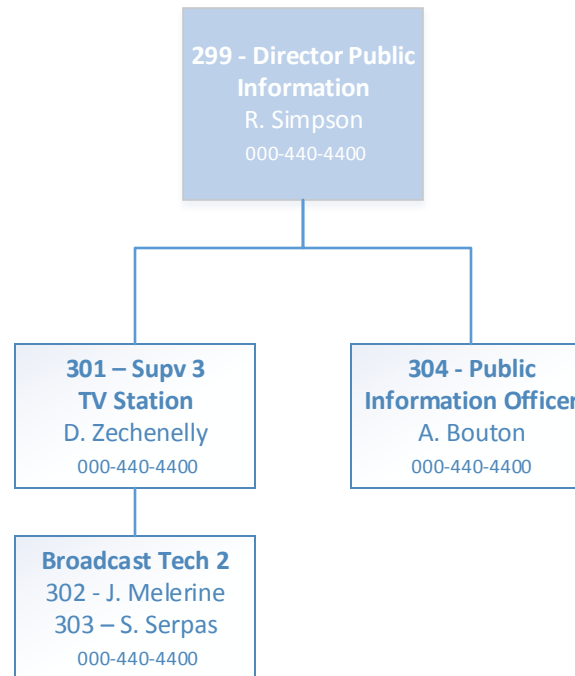 299 - Director Public
Information
R. Simpson
000-440-4400
301 – Supv 3
TV Station
D. Zechenelly
000-440-4400
304 - Public
Information Officer
A. Bouton
000-440-4400
Broadcast Tech 2
302 - J. Melerine
303 – S. Serpas
000-440-4400